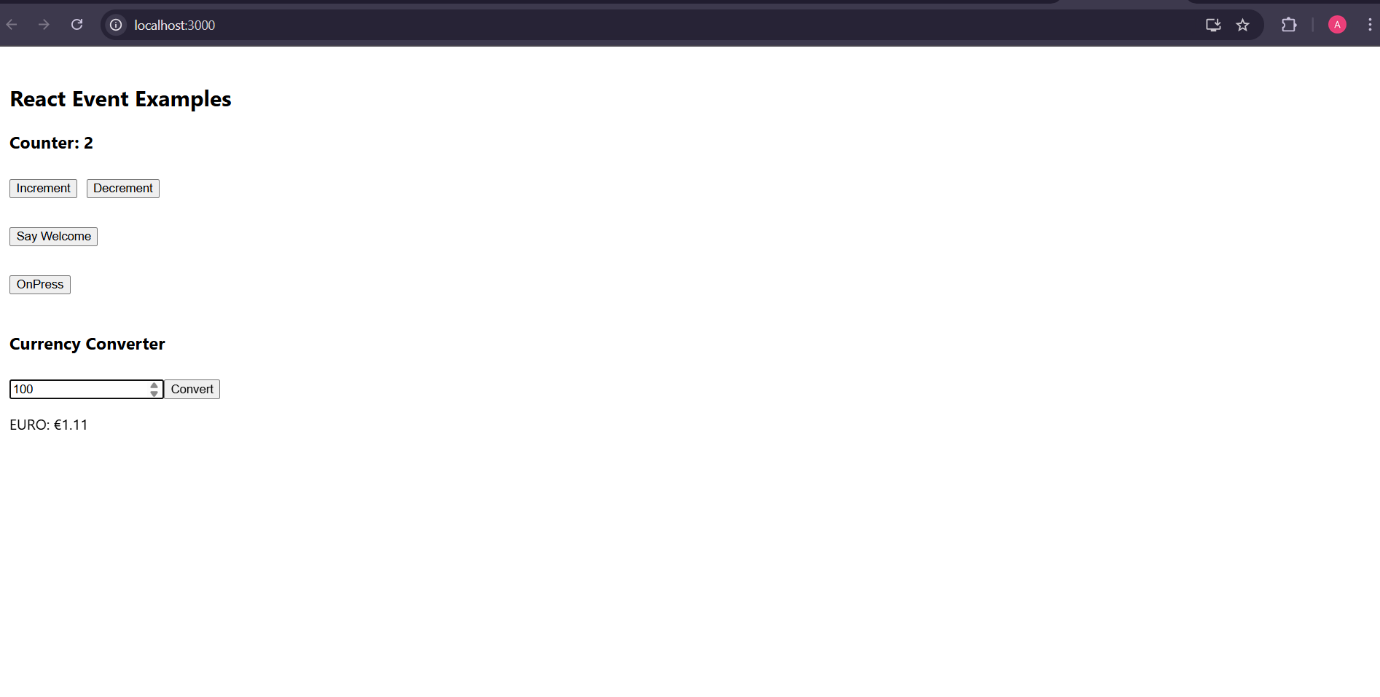 localhost:3000
A
React Event Examples
Counter: 2
Increment Decrement
Say Welcome
OnPress
Currency Converter
100 Convert
EURO: €1.11